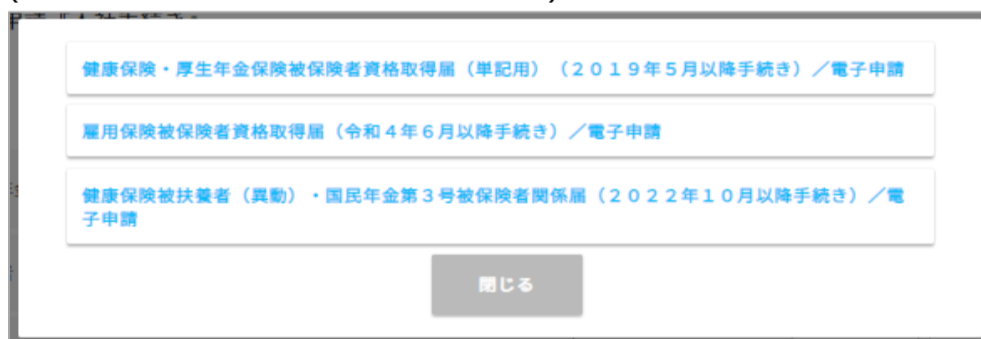 健康保険・厚生年金保険被保険者資格取得届（単記用）（２０１９年５月以降手続き）／電子申請
雇用保険被保険者資格取得届（令和４年６月以降手続き）／電子申請
健康保険被扶養者（異動）・国民年金第３号被保険者関係届（２０２２年１０月以降手続き）／電
子申請
閉じる